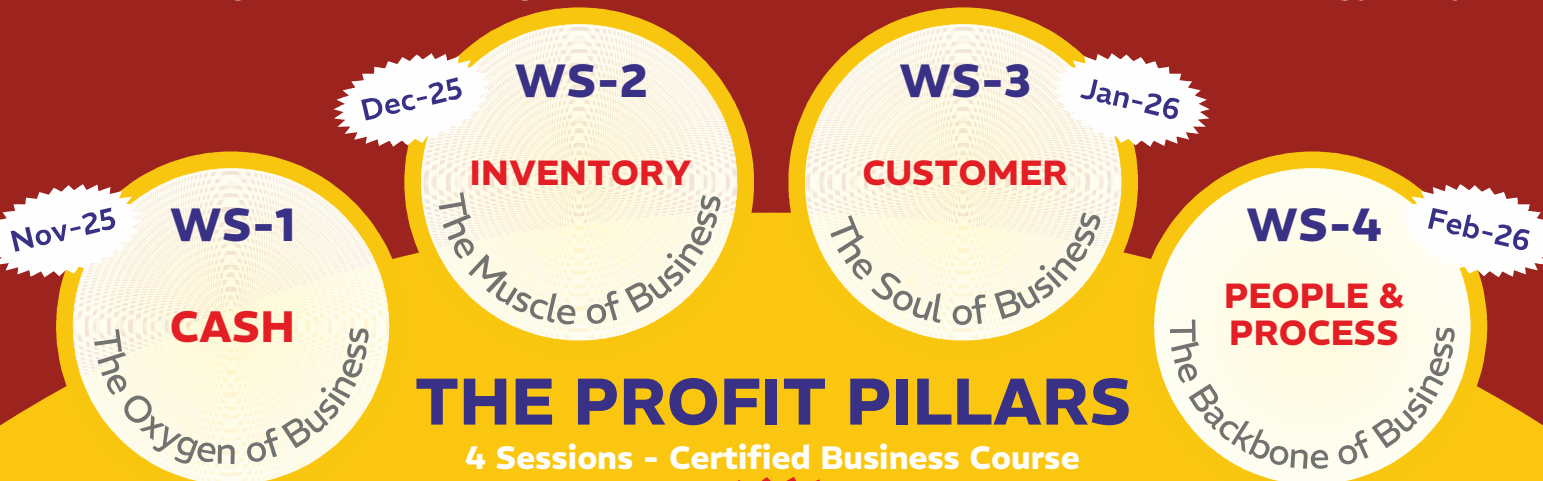 Nov-25
WS-1
CASH
The Oxygen of Business
Dec-25
WS-2
INVENTORY
The Muscle of Business
WS-3
Jan-26
CUSTOMER
The Soul of Business
WS-4
Feb-26
PEOPLE &
PROCESS
The Backbone of Business
THE PROFIT PILLARS
4 Sessions - Certified Business Course